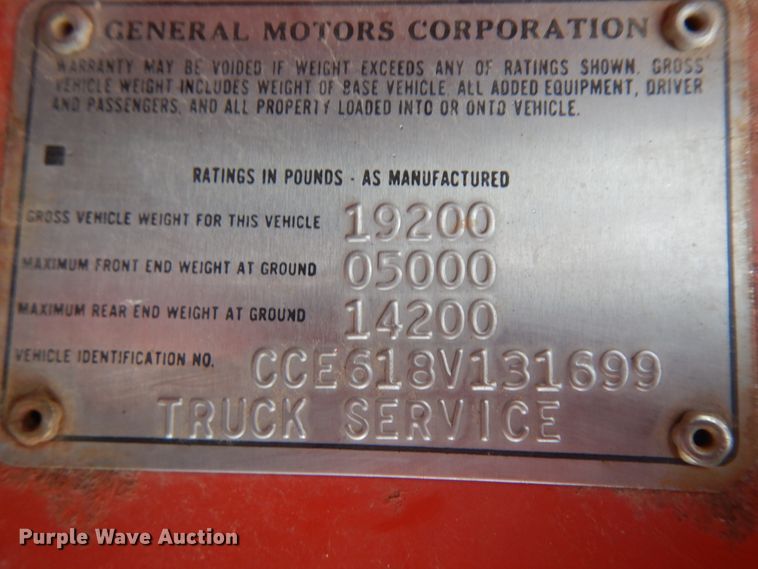 GENERAL MOTORS CORPORATION
WARRANTY MAY BE VOIDED IF WEIGHT EXCEEDS ANY OF RATINGS SHOWN. GROSS
VEHICLE WEIGHT INCLUDES WEIGHT OF BASE VEHICLE, ALL ADDED EQUIPMENT, DRIVER
AND PASSENGERS, AND ALL PROPERTY LOADED INTO OR ONTO VEHICLE.
RATINGS IN POUNDS - AS MANUFACTURED
GROSS VEHICLE WEIGHT FOR THIS VEHICLE 19200
MAXIMUM FRONT END WEIGHT AT GROUND 05000
MAXIMUM REAR END WEIGHT AT GROUND 14200
VEHICLE IDENTIFICATION NO. CCE618V131699
TRUCK SERVICE
Purple Wave Auction